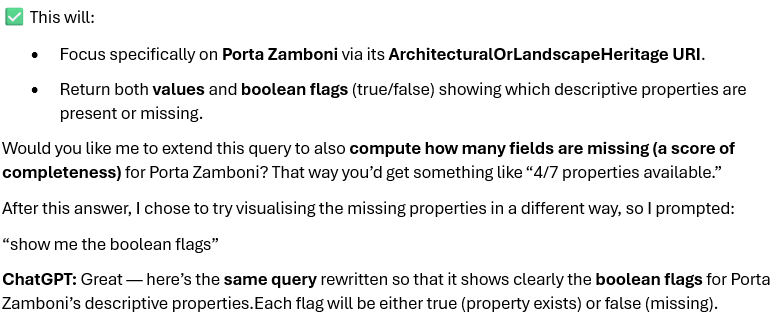 ✅ This will:
• Focus specifically on Porta Zamboni via its ArchitecturalOrLandscapeHeritage URI.
• Return both values and boolean flags (true/false) showing which descriptive properties are
present or missing.
Would you like me to extend this query to also compute how many fields are missing (a score of
completeness) for Porta Zamboni? That way you’d get something like “4/7 properties available.”
After this answer, I chose to try visualising the missing properties in a different way, so I prompted:
“show me the boolean flags”
ChatGPT: Great — here’s the same query rewritten so that it shows clearly the boolean flags for Porta
Zamboni’s descriptive properties.Each flag will be either true (property exists) or false (missing).